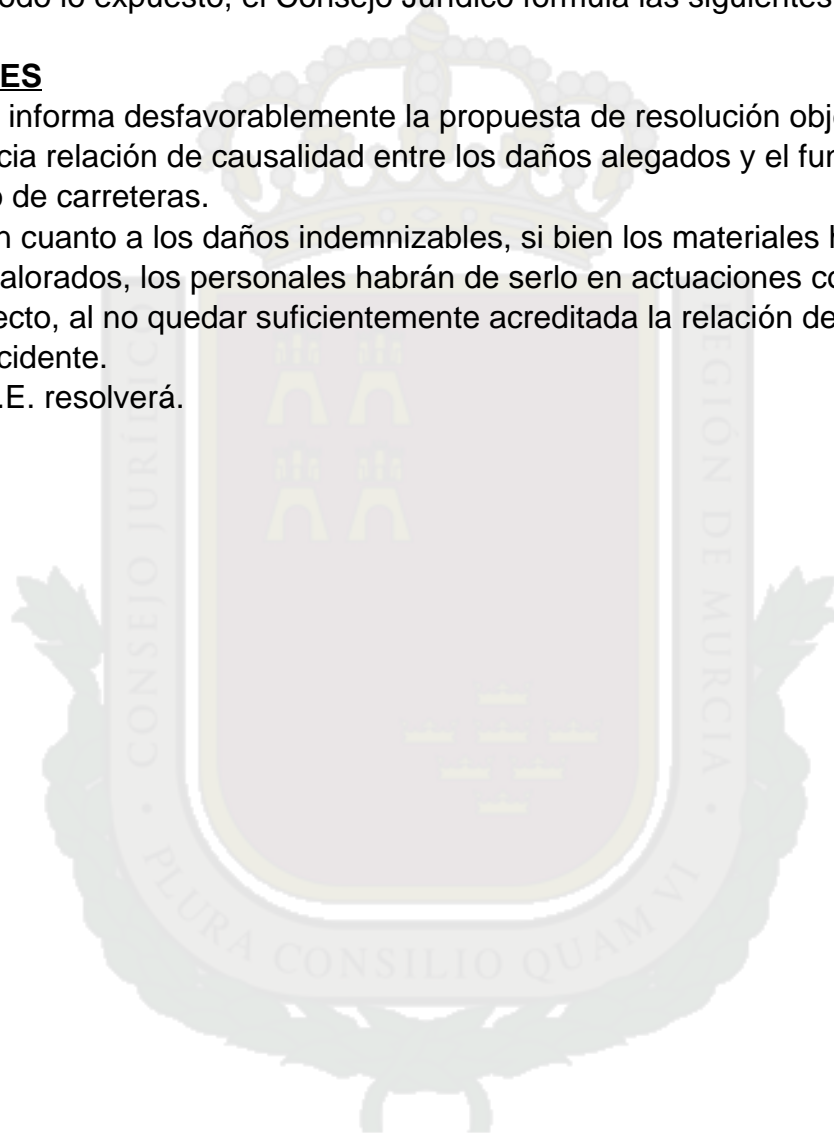 odo lo expuesto, el Consejo Jurídico formula las siguientes
ES
informa desfavorablemente la propuesta de resolución obj
cia relación de causalidad entre los daños alegados y el fun
o de carreteras.
n cuanto a los daños indemnizables, si bien los materiales h
alorados, los personales habrán de serlo en actuaciones co
ecto, al no quedar suficientemente acreditada la relación de
cidente.
.E. resolverá.
CONSEJO JURÍDICO
REGIÓN DE MURCIA
PLURA CONSILIO QUAM VI